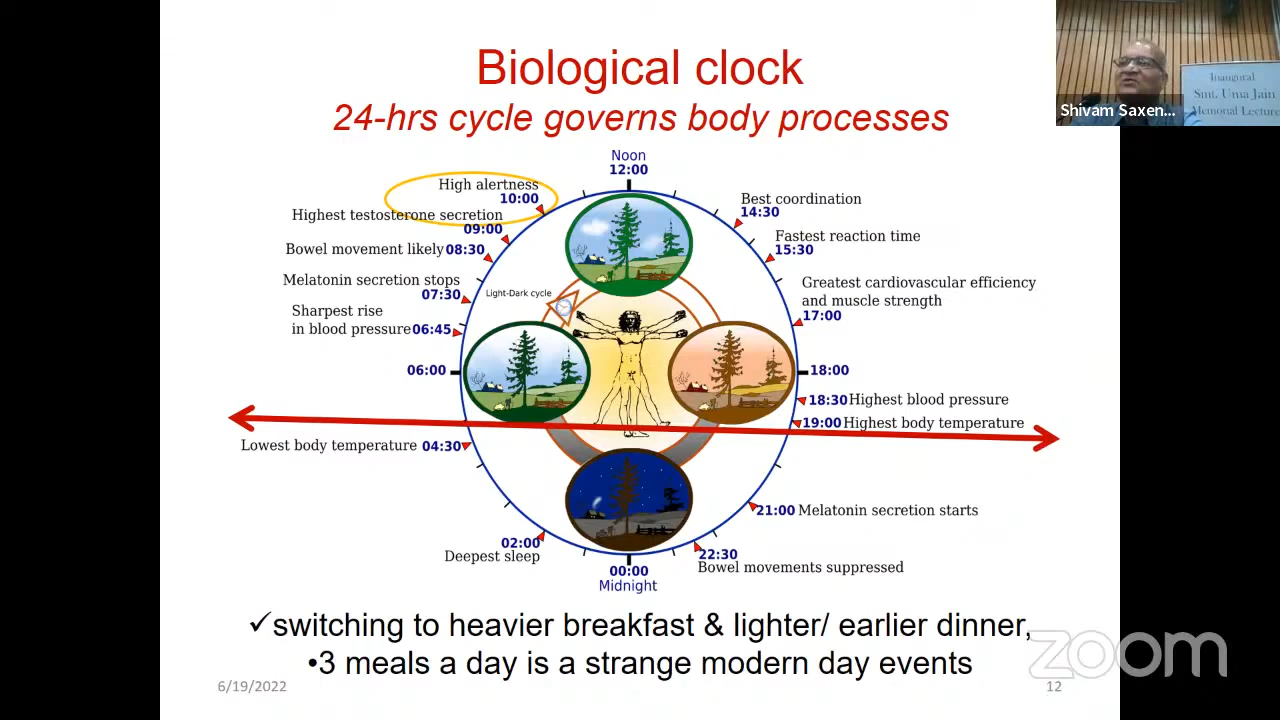 Biological clock
24-hrs cycle governs body processes
Shivam Saxen...
Inaugural
Smt. Uma Jain
Memorial Lecture
Noon
12:00
High alertness
10:00
Highest testosterone secretion
09:00
Bowel movement likely 08:30
Melatonin secretion stops
07:30
Sharpest rise
in blood pressure 06:45
06:00
Lowest body temperature 04:30
02:00
Deepest sleep
Light-Dark cycle
Best coordination
14:30
Fastest reaction time
15:30
Greatest cardiovascular efficiency
and muscle strength
17:00
18:00
18:30 Highest blood pressure
19:00 Highest body temperature
21:00 Melatonin secretion starts
22:30
Bowel movements suppressed
00:00
Midnight
✓switching to heavier breakfast & lighter/ earlier dinner,
•3 meals a day is a strange modern day events
6/19/2022
12
zoom